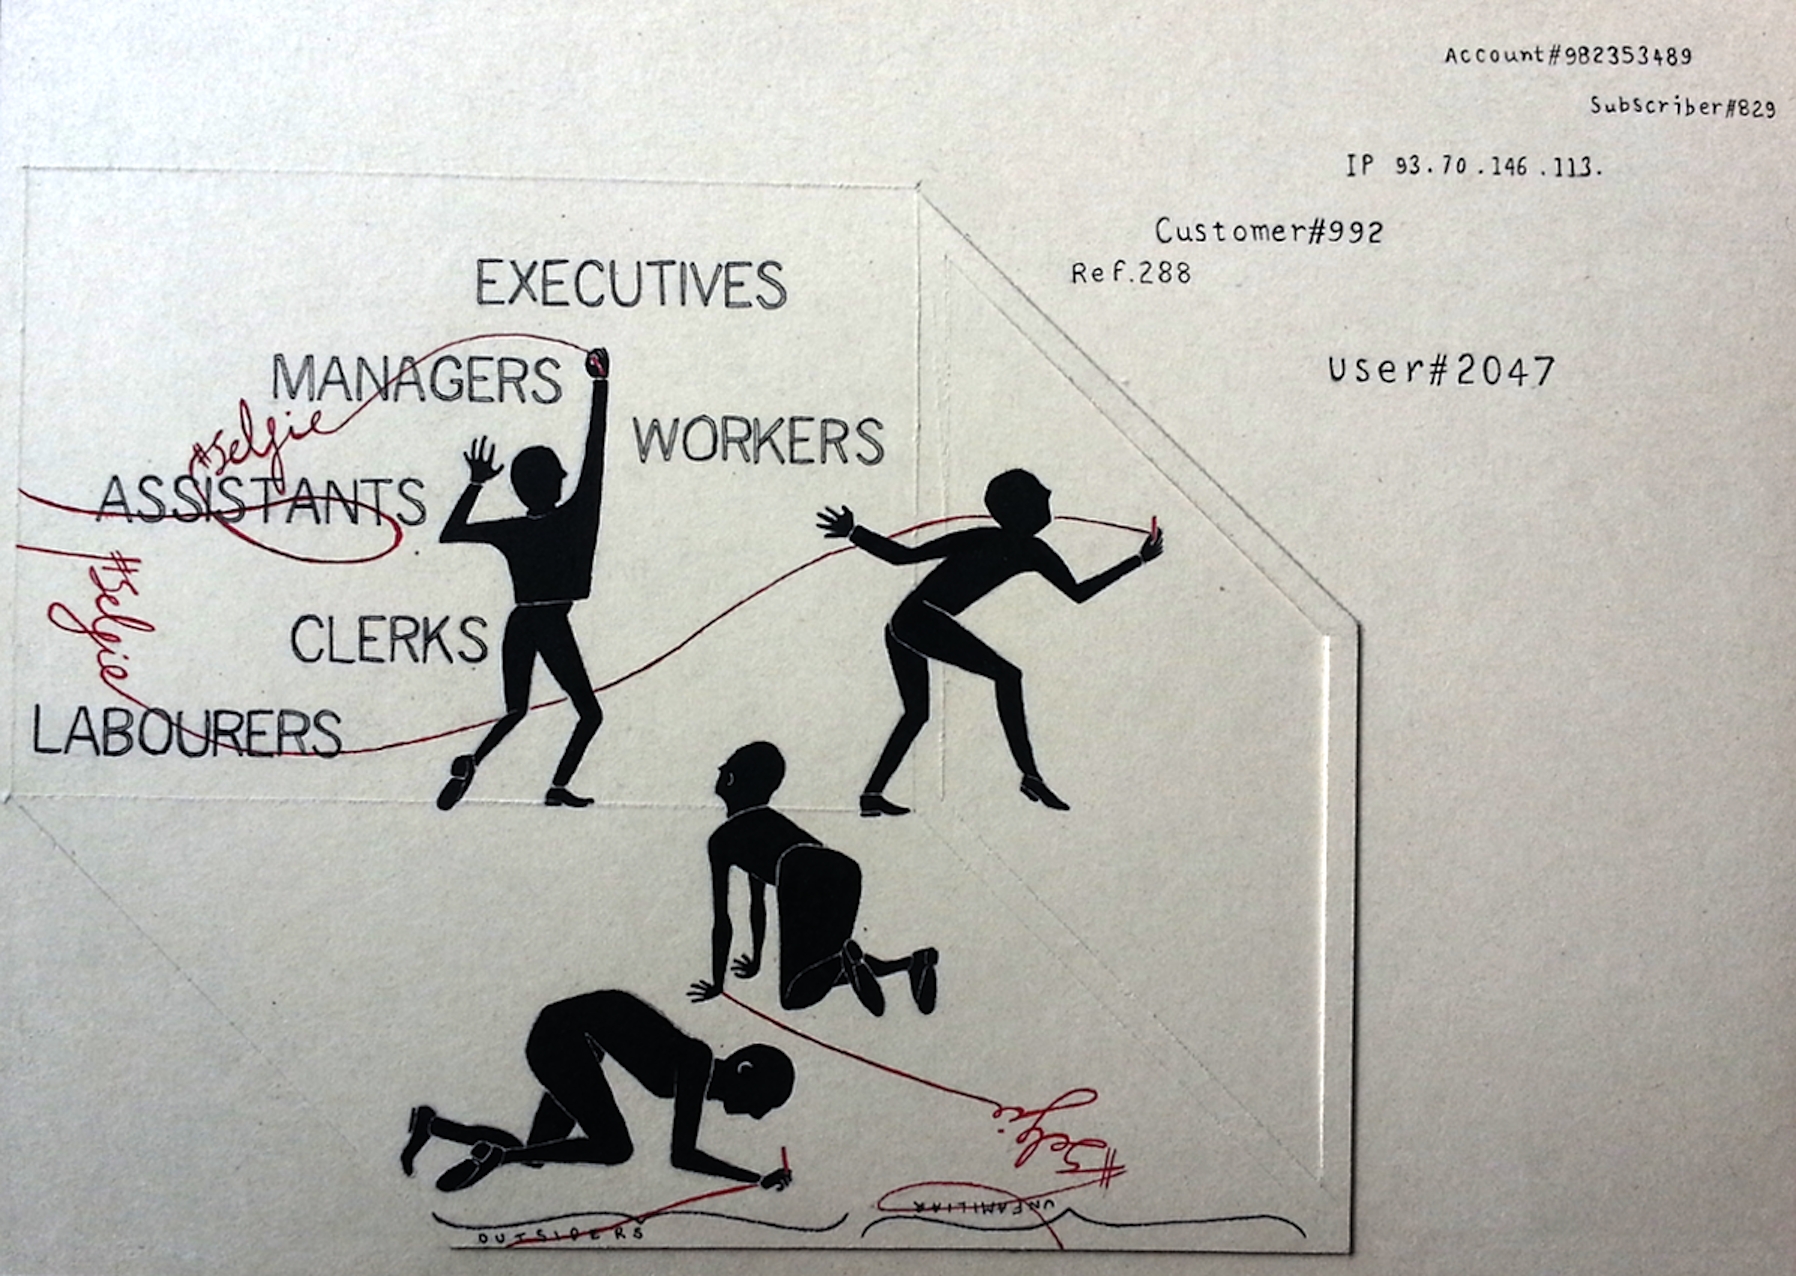 Account#982353489
Subscriber#829
IP 93.70.146.113.
Customer#992
Ref.288
User#2047
EXECUTIVES
MANAGERS
WORKERS
#Selfie
ASSISTANTS
#Selfie
CLERKS
LABOURERS
#Selfie
UNFAMILIAR
OUTSIDERS